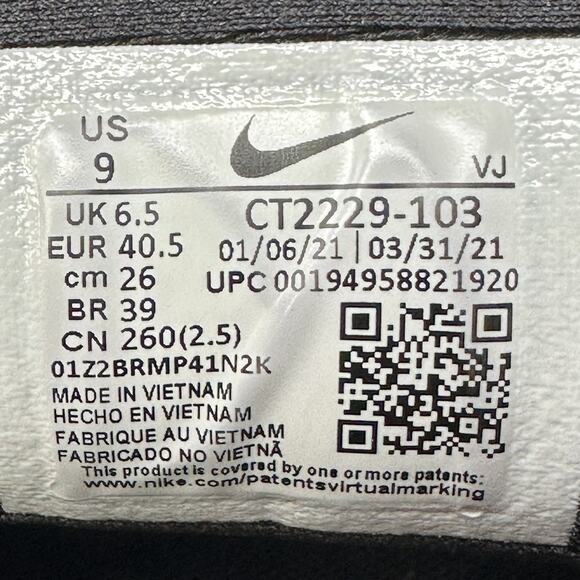 US
9
VJ
UK 6.5
CT2229-103
EUR 40.5
01/06/21 | 03/31/21
cm 26
UPC 00194958821920
BR 39
CN 260(2.5)
01Z2BRMP41N2K
MADE IN VIETNAM
HECHO EN VIETNAM
FABRIQUE AU VIETNAM
FABRICADO NO VIETNÃ
This product is covered by one or more patents:
www.nike.com/patentsvirtualmarking